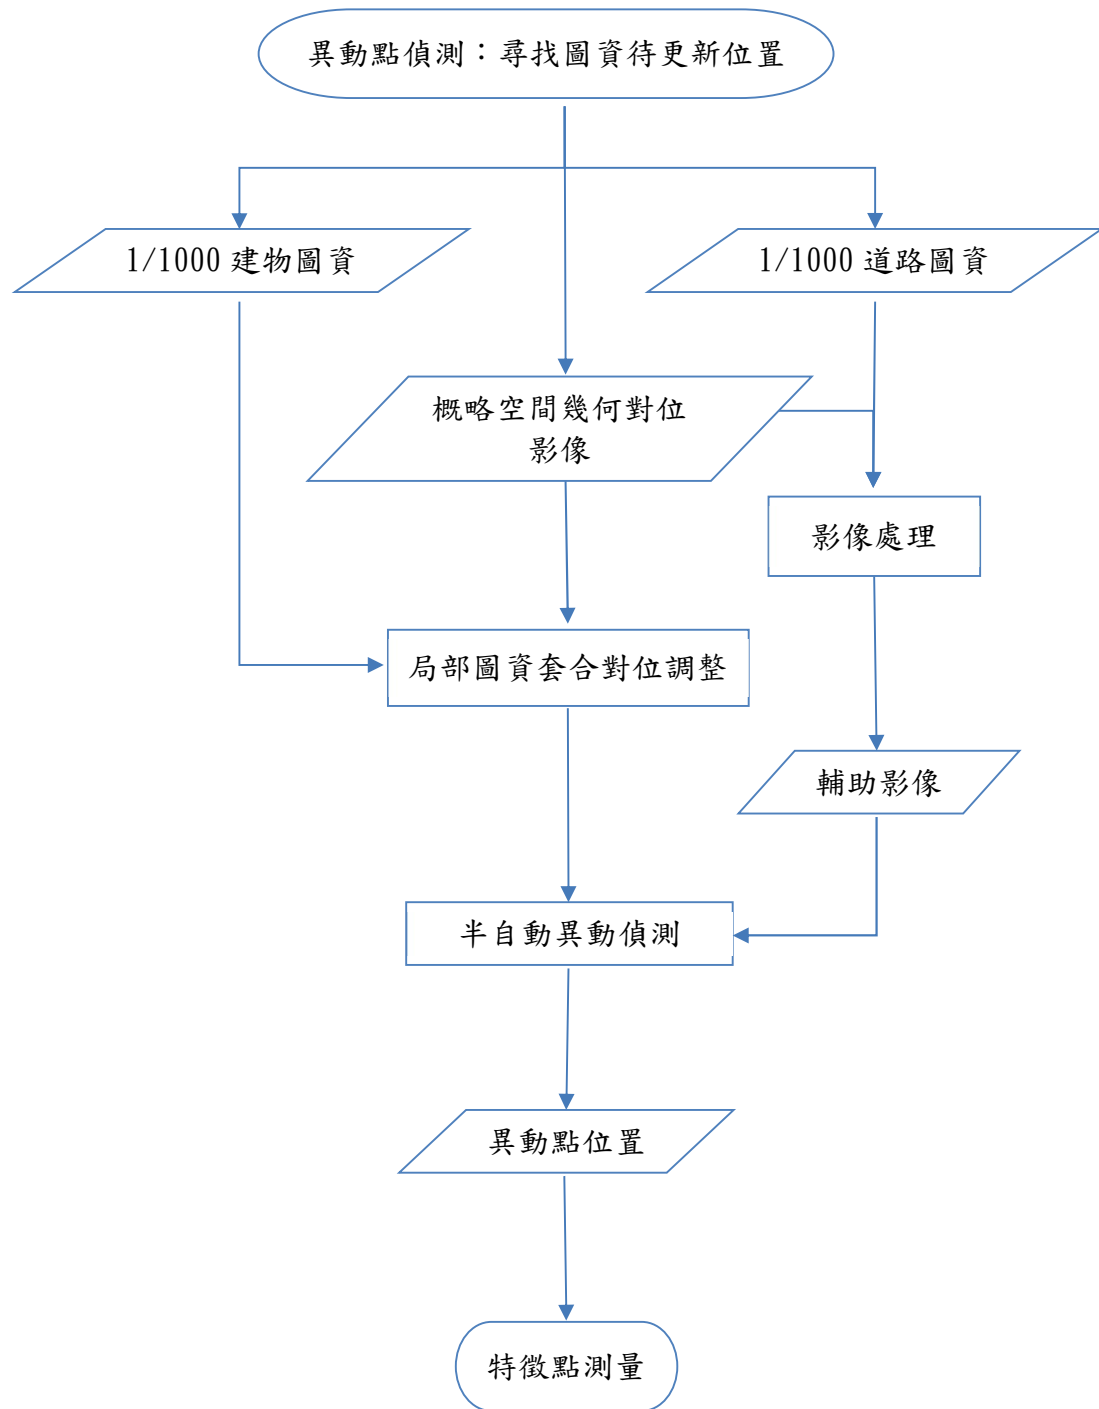 異動點偵測：尋找圖資待更新位置
1/1000 建物圖資
1/1000 道路圖資
概略空間幾何對位
影像
影像處理
局部圖資套合對位調整
輔助影像
半自動異動偵測
異動點位置
特徵點測量